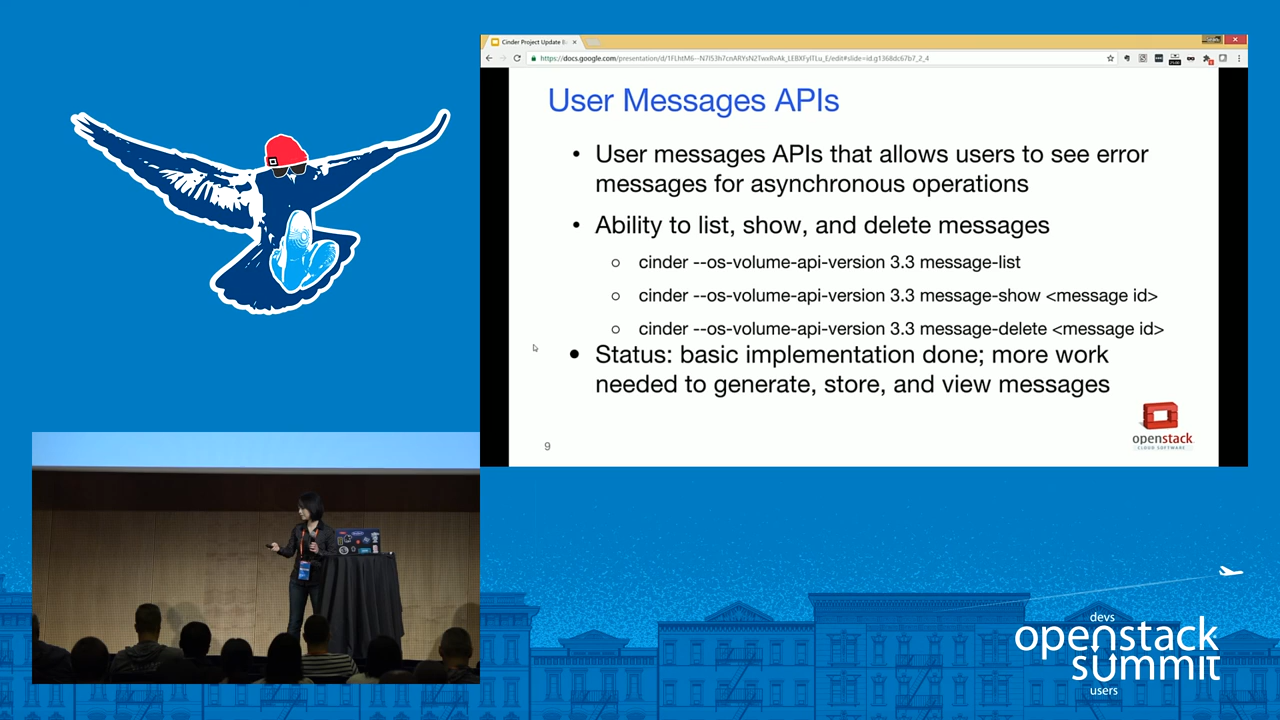 Cinder Project Update B
https://docs.google.com/presentation/d/
User Messages APIs
• User messages APIs that allows users to see error
messages for asynchronous operations
• Ability to list, show, and delete messages
○ cinder --os-volume-api-version 3.3 message-list
○ cinder --os-volume-api-version 3.3 message-show <message id>
○ cinder --os-volume-api-version 3.3 message-delete <message id>
• Status: basic implementation done; more work
needed to generate, store, and view messages
openstack
CLOUD SOFTWARE
9
devs
openstack
summit
users